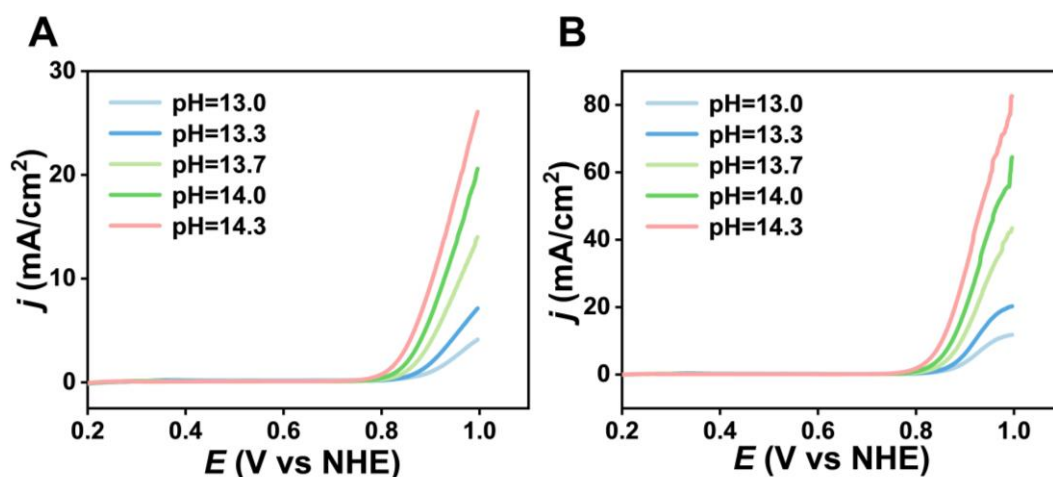 A
30
20
10
0
j (mA/cm²)
pH=13.0
pH=13.3
pH=13.7
pH=14.0
pH=14.3
0.2 0.4 0.6 0.8 1.0
E (V vs NHE)
B
80
60
40
20
0
j (mA/cm²)
pH=13.0
pH=13.3
pH=13.7
pH=14.0
pH=14.3
0.2 0.4 0.6 0.8 1.0
E (V vs NHE)